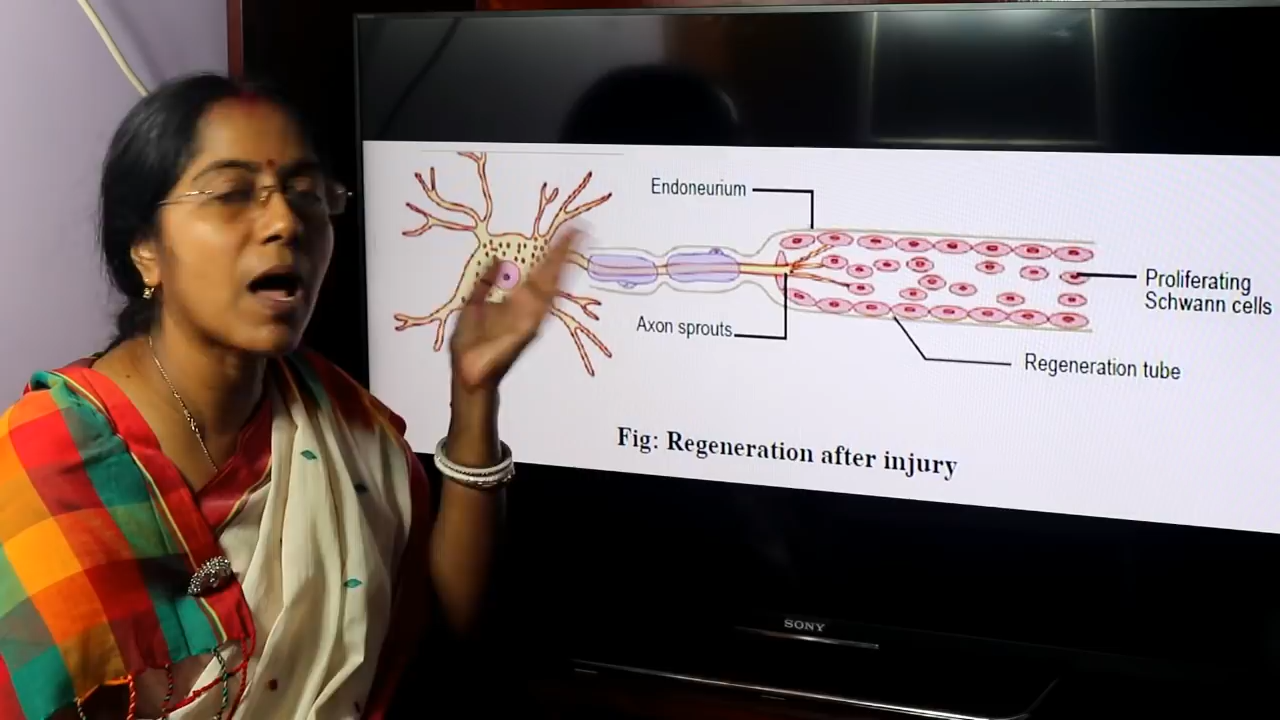 Endoneurium
Proliferating
Schwann cells
Axon sprouts
Regeneration tube
Fig: Regeneration after injury
SONY